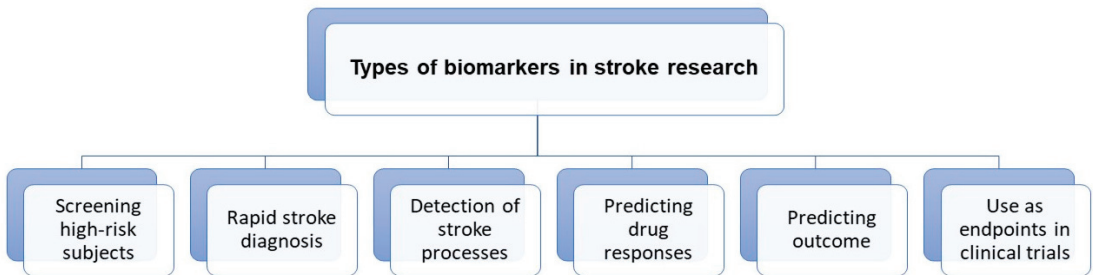 Types of biomarkers in stroke research
Screening
high-risk
subjects
Rapid stroke
diagnosis
Detection of
stroke
processes
Predicting
drug
responses
Predicting
outcome
Use as
endpoints in
clinical trials